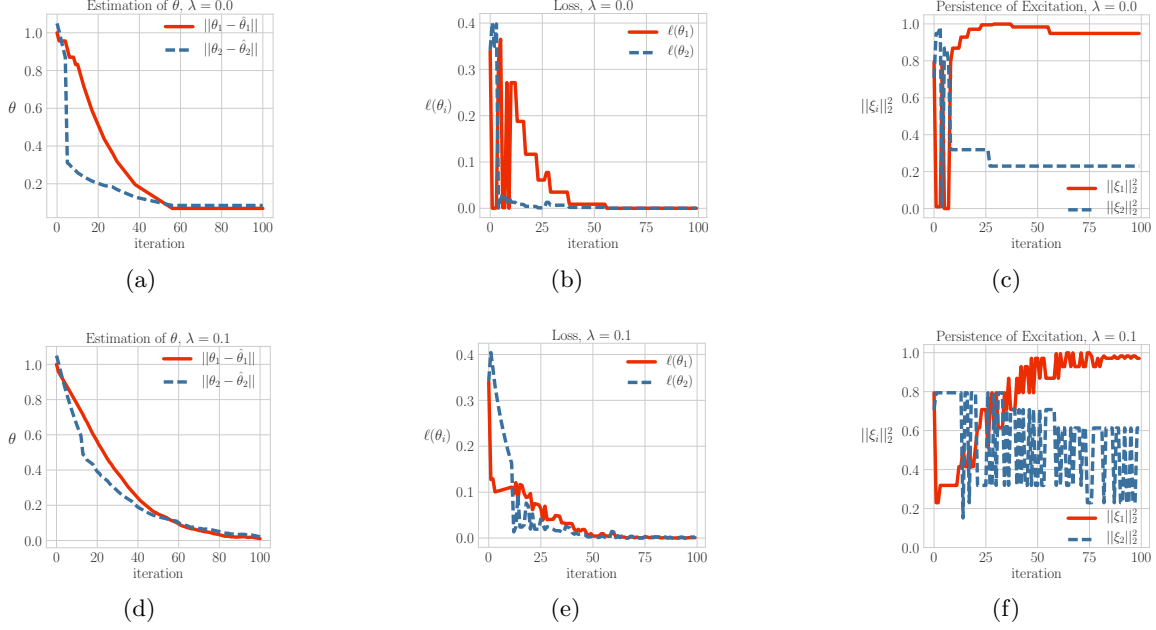 Estimation of θ, λ = 0.0
||θ₁ − θ̂₁||
||θ₂ − θ̂₂||
θ
1.0
0.8
0.6
0.4
0.2
0 20 40 60 80 100
iteration
(a)
Loss, λ = 0.0
ℓ(θ₁)
ℓ(θ₂)
ℓ(θᵢ)
0.4
0.3
0.2
0.1
0.0
0 25 50 75 100
iteration
(b)
Persistence of Excitation, λ = 0.0
||ξᵢ||₂²
1.0
0.8
0.6
0.4
0.2
0.0
||ξ₁||₂²
||ξ₂||₂²
0 25 50 75 100
iteration
(c)
Estimation of θ, λ = 0.1
||θ₁ − θ̂₁||
||θ₂ − θ̂₂||
θ
1.0
0.8
0.6
0.4
0.2
0.0
0 20 40 60 80 100
iteration
(d)
Loss, λ = 0.1
ℓ(θ₁)
ℓ(θ₂)
ℓ(θᵢ)
0.4
0.3
0.2
0.1
0.0
0 25 50 75 100
iteration
(e)
Persistence of Excitation, λ = 0.1
||ξᵢ||₂²
1.0
0.8
0.6
0.4
0.2
0.0
||ξ₁||₂²
||ξ₂||₂²
0 25 50 75 100
iteration
(f)